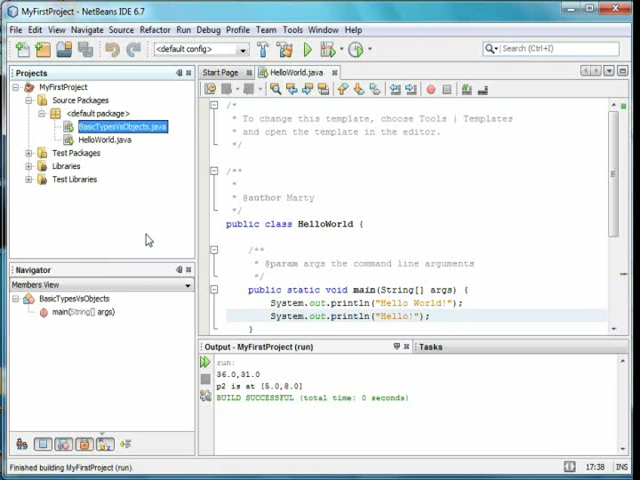 MyFirstProject - NetBeans IDE 6.7
File Edit View Navigate Source Refactor Run Debug Profile Team Tools Window Help
<default config>
Search (Ctrl+I)
Projects
MyFirstProject
Source Packages
<default package>
BasicTypesVsObjects.java
HelloWorld.java
Test Packages
Libraries
Test Libraries
Navigator
Members View
BasicTypesVsObjects
main(String[] args)
Start Page
HelloWorld.java
/*
* To change this template, choose Tools | Templates
* and open the template in the editor.
*/
/**
*
* @author Marty
*/
public class HelloWorld {
/**
* @param args the command line arguments
*/
public static void main(String[] args) {
System.out.println("Hello World!");
System.out.println("Hello!");
}
Output - MyFirstProject (run)
Tasks
run:
36.0,31.0
p2 is at [5.0,8.0]
BUILD SUCCESSFUL (total time: 0 seconds)
Finished building MyFirstProject (run).
17:38 INS